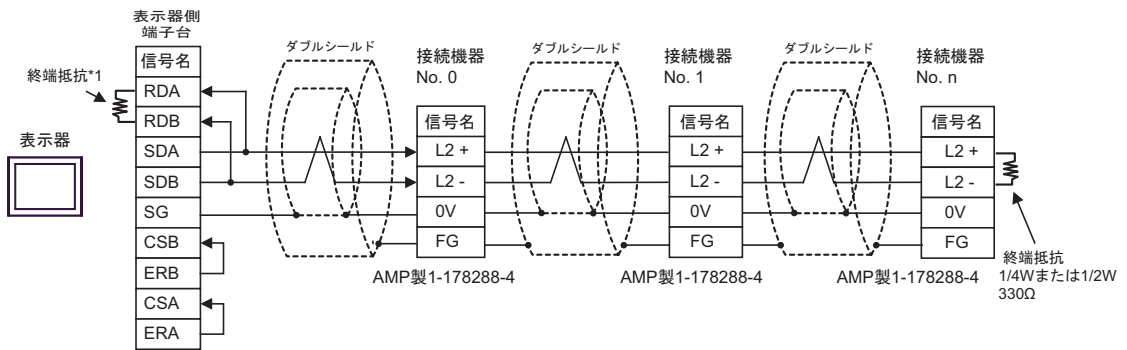 表示器側
端子台
信号名
RDA
RDB
SDA
SDB
SG
CSB
ERB
CSA
ERA
終端抵抗*1
表示器
ダブルシールド
接続機器
No. 0
信号名
L2 +
L2 -
0V
FG
AMP製1-178288-4
ダブルシールド
接続機器
No. 1
信号名
L2 +
L2 -
0V
FG
AMP製1-178288-4
ダブルシールド
接続機器
No. n
信号名
L2 +
L2 -
0V
FG
AMP製1-178288-4
終端抵抗
1/4Wまたは1/2W
330Ω